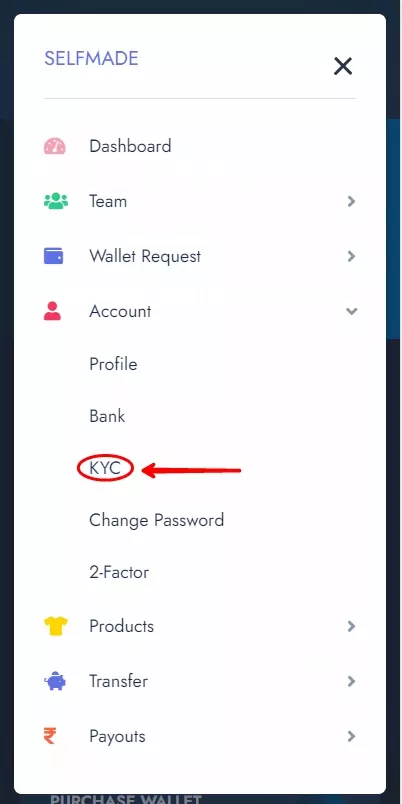 SELFMADE
Dashboard
Team
Wallet Request
Account
Profile
Bank
KYC
Change Password
2-Factor
Products
Transfer
Payouts
PURCHASE WALLET